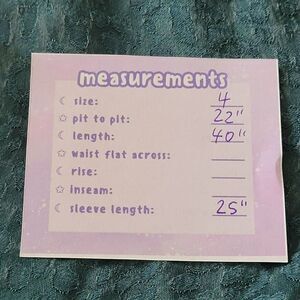 measurements
size: 4
pit to pit: 22"
length: 40"
waist flat across:
rise:
inseam:
sleeve length: 25"